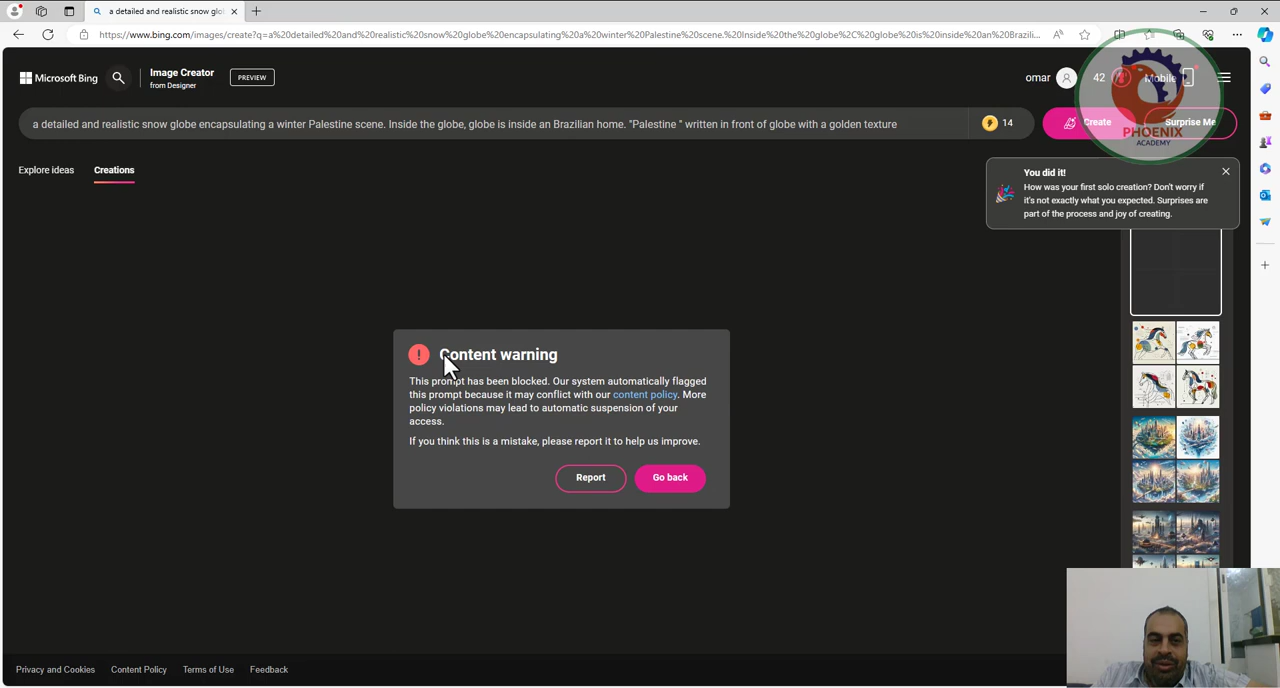 a detailed and realistic snow glo
https://www.bing.com/images/create?q=a%20detailed%20and%20realistic%20snow%20globe%20encapsulating%20a%20winter%20Palestine%20scene.%20Inside%20the%20globe%2C%20globe%20is%20inside%20an%20Brazili...
Microsoft Bing
Image Creator
from Designer
PREVIEW
omar
42
Mobile
a detailed and realistic snow globe encapsulating a winter Palestine scene. Inside the globe, globe is inside an Brazilian home. "Palestine " written in front of globe with a golden texture
14
Create
Surprise Me
PHOENIX
ACADEMY
Explore ideas
Creations
You did it!
How was your first solo creation? Don't worry if
it's not exactly what you expected. Surprises are
part of the process and joy of creating.
Content warning
This prompt has been blocked. Our system automatically flagged
this prompt because it may conflict with our content policy. More
policy violations may lead to automatic suspension of your
access.
If you think this is a mistake, please report it to help us improve.
Report
Go back
Privacy and Cookies
Content Policy
Terms of Use
Feedback